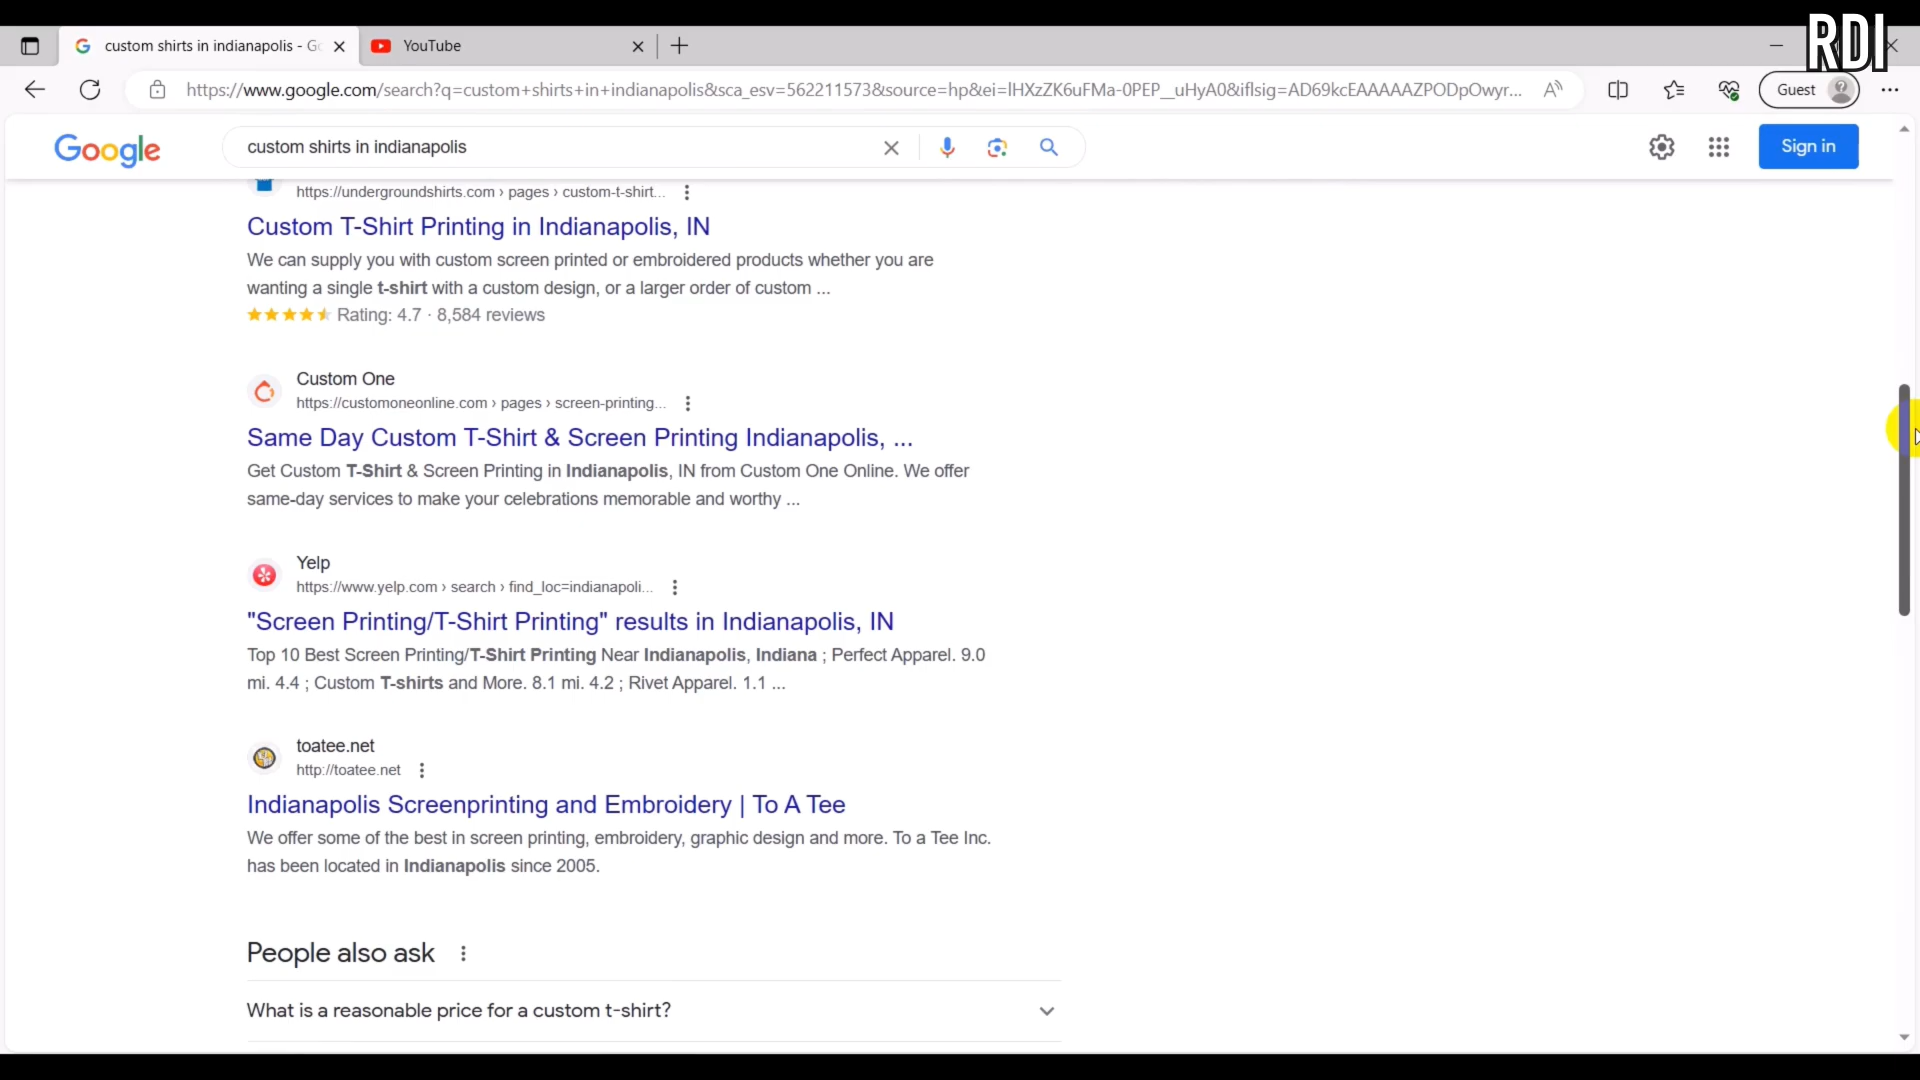 RDI
custom shirts in indianapolis - Go
YouTube
https://www.google.com/search?q=custom+shirts+in+indianapolis&sca_esv=562211573&source=hp&ei=lHXzZK6uFMa-0PEP__uHyA0&iflsig=AD69kcEAAAAAZPODpOwyr...
Guest
Google
custom shirts in indianapolis
Sign in
https://undergroundshirts.com › pages › custom-t-shirt...
Custom T-Shirt Printing in Indianapolis, IN
We can supply you with custom screen printed or embroidered products whether you are
wanting a single t-shirt with a custom design, or a larger order of custom ...
Rating: 4.7 · 8,584 reviews
Custom One
https://customoneonline.com › pages › screen-printing...
Same Day Custom T-Shirt & Screen Printing Indianapolis, ...
Get Custom T-Shirt & Screen Printing in Indianapolis, IN from Custom One Online. We offer
same-day services to make your celebrations memorable and worthy ...
Yelp
https://www.yelp.com › search › find_loc=indianapoli...
"Screen Printing/T-Shirt Printing" results in Indianapolis, IN
Top 10 Best Screen Printing/T-Shirt Printing Near Indianapolis, Indiana ; Perfect Apparel. 9.0
mi. 4.4 ; Custom T-shirts and More. 8.1 mi. 4.2 ; Rivet Apparel. 1.1 ...
toatee.net
http://toatee.net
Indianapolis Screenprinting and Embroidery | To A Tee
We offer some of the best in screen printing, embroidery, graphic design and more. To a Tee Inc.
has been located in Indianapolis since 2005.
People also ask
What is a reasonable price for a custom t-shirt?